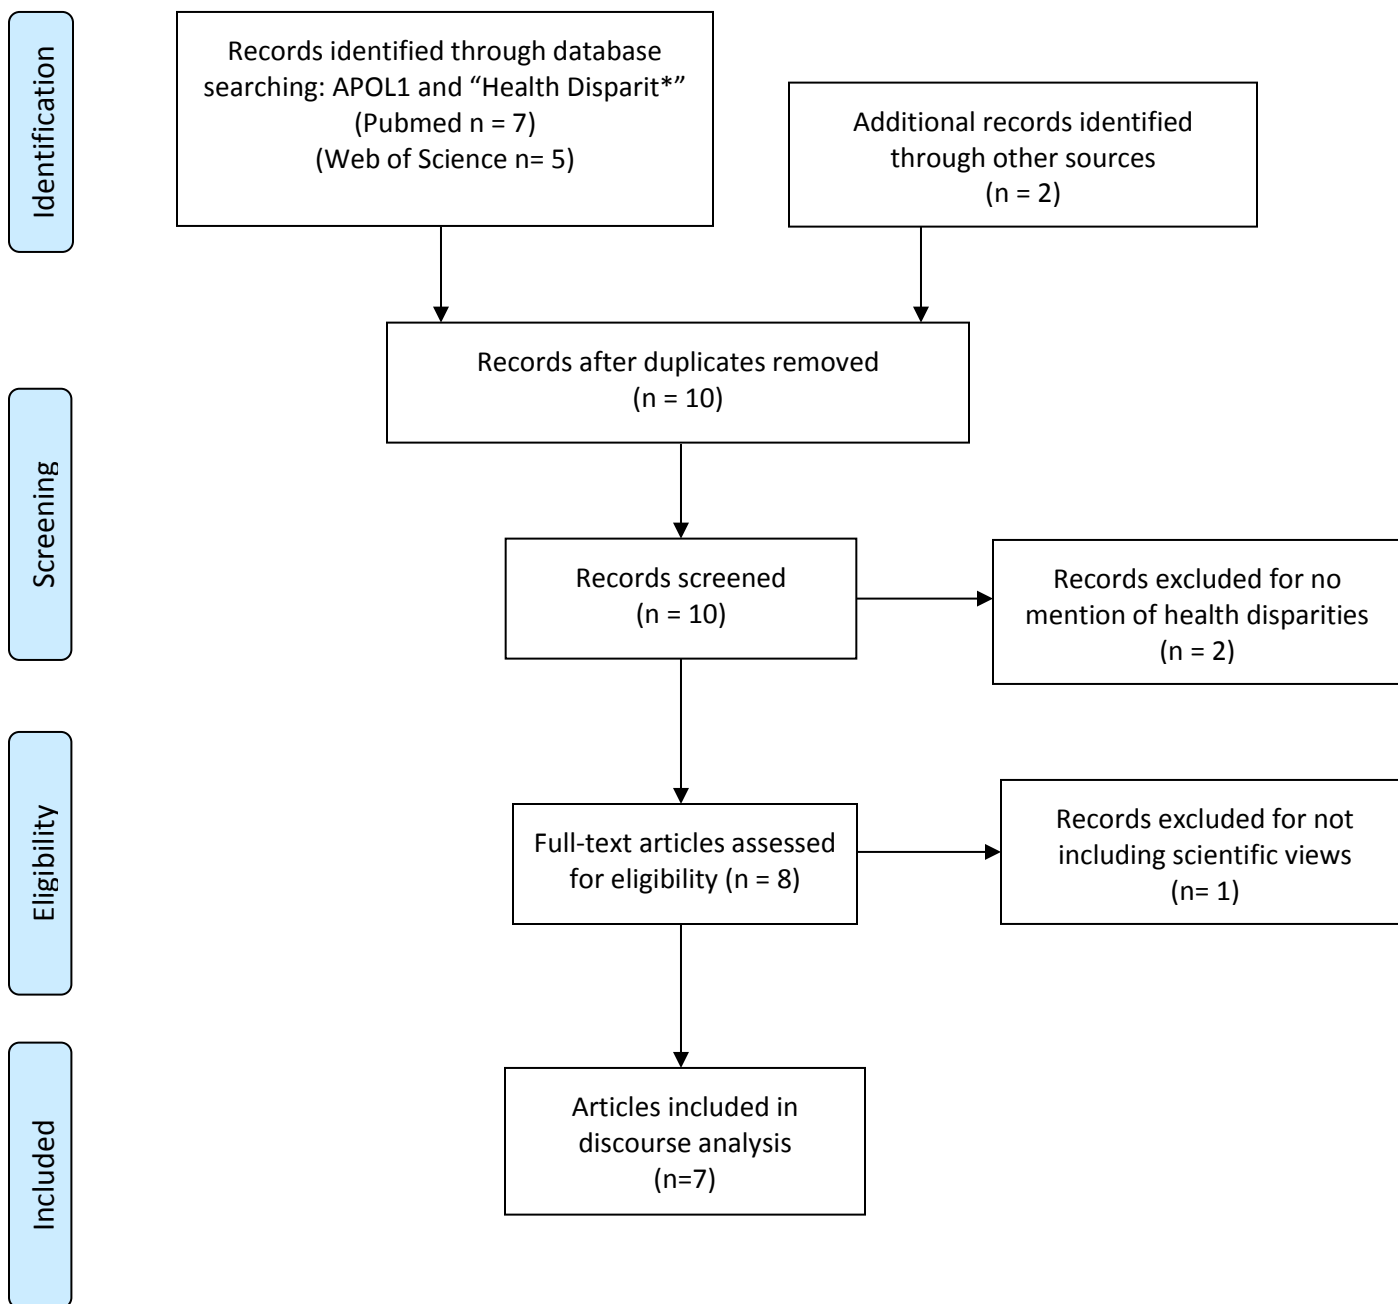 Identification
Records identified through database
searching: APOL1 and “Health Disparit*”
(Pubmed n = 7)
(Web of Science n= 5)
Additional records identified
through other sources
(n = 2)
Records after duplicates removed
(n = 10)
Screening
Records screened
(n = 10)
Records excluded for no
mention of health disparities
(n = 2)
Eligibility
Full-text articles assessed
for eligibility (n = 8)
Records excluded for not
including scientific views
(n= 1)
Included
Articles included in
discourse analysis
(n=7)